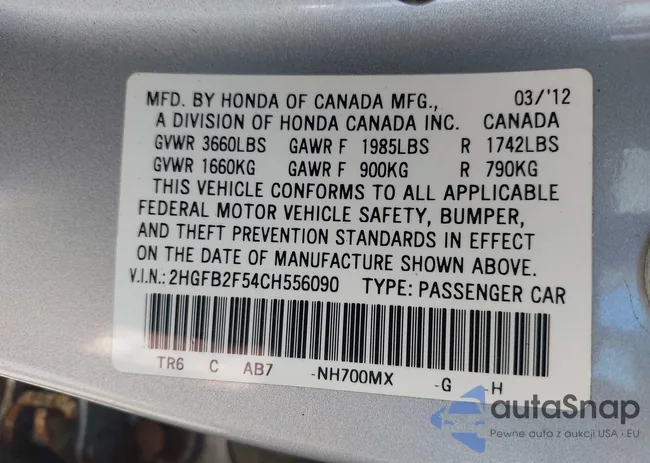 MFD. BY HONDA OF CANADA MFG., 03/'12
A DIVISION OF HONDA CANADA INC. CANADA
GVWR 3660LBS GAWR F 1985LBS R 1742LBS
GVWR 1660KG GAWR F 900KG R 790KG
THIS VEHICLE CONFORMS TO ALL APPLICABLE
FEDERAL MOTOR VEHICLE SAFETY, BUMPER,
AND THEFT PREVENTION STANDARDS IN EFFECT
ON THE DATE OF MANUFACTURE SHOWN ABOVE.
V.I.N.: 2HGFB2F54CH556090 TYPE: PASSENGER CAR
TR6 C AB7 -NH700MX -G -H
autaSnap
Pewne auto z aukcji USA - EU